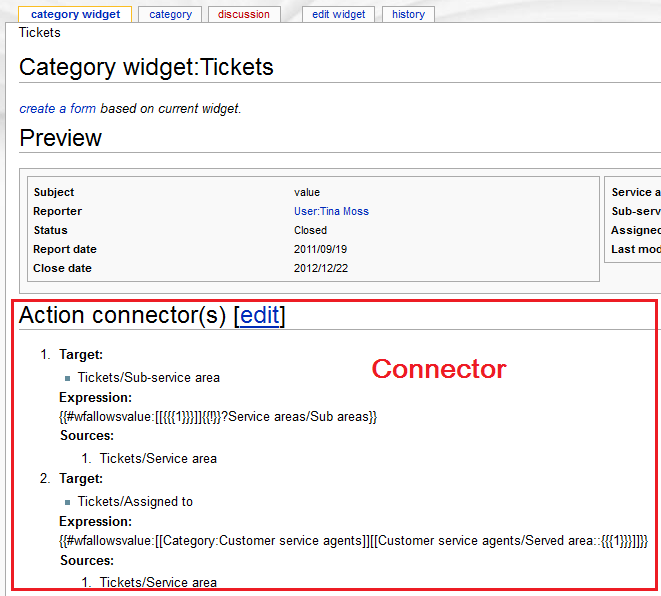 category widget category discussion edit widget history
Tickets
Category widget:Tickets
create a form based on current widget.
Preview
Subject value Service a
Reporter User:Tina Moss Sub-serv
Status Closed Assigned
Report date 2011/09/19 Last mod
Close date 2012/12/22
Action connector(s) [edit]
1. Target:
Tickets/Sub-service area
Connector
Expression:
{{#wfallowsvalue:[[{{{1}}}]]{{!}}?Service areas/Sub areas}}
Sources:
1. Tickets/Service area
2. Target:
Tickets/Assigned to
Expression:
{{#wfallowsvalue:[[Category:Customer service agents]][[Customer service agents/Served area::{{{1}}}]]}}
Sources:
1. Tickets/Service area